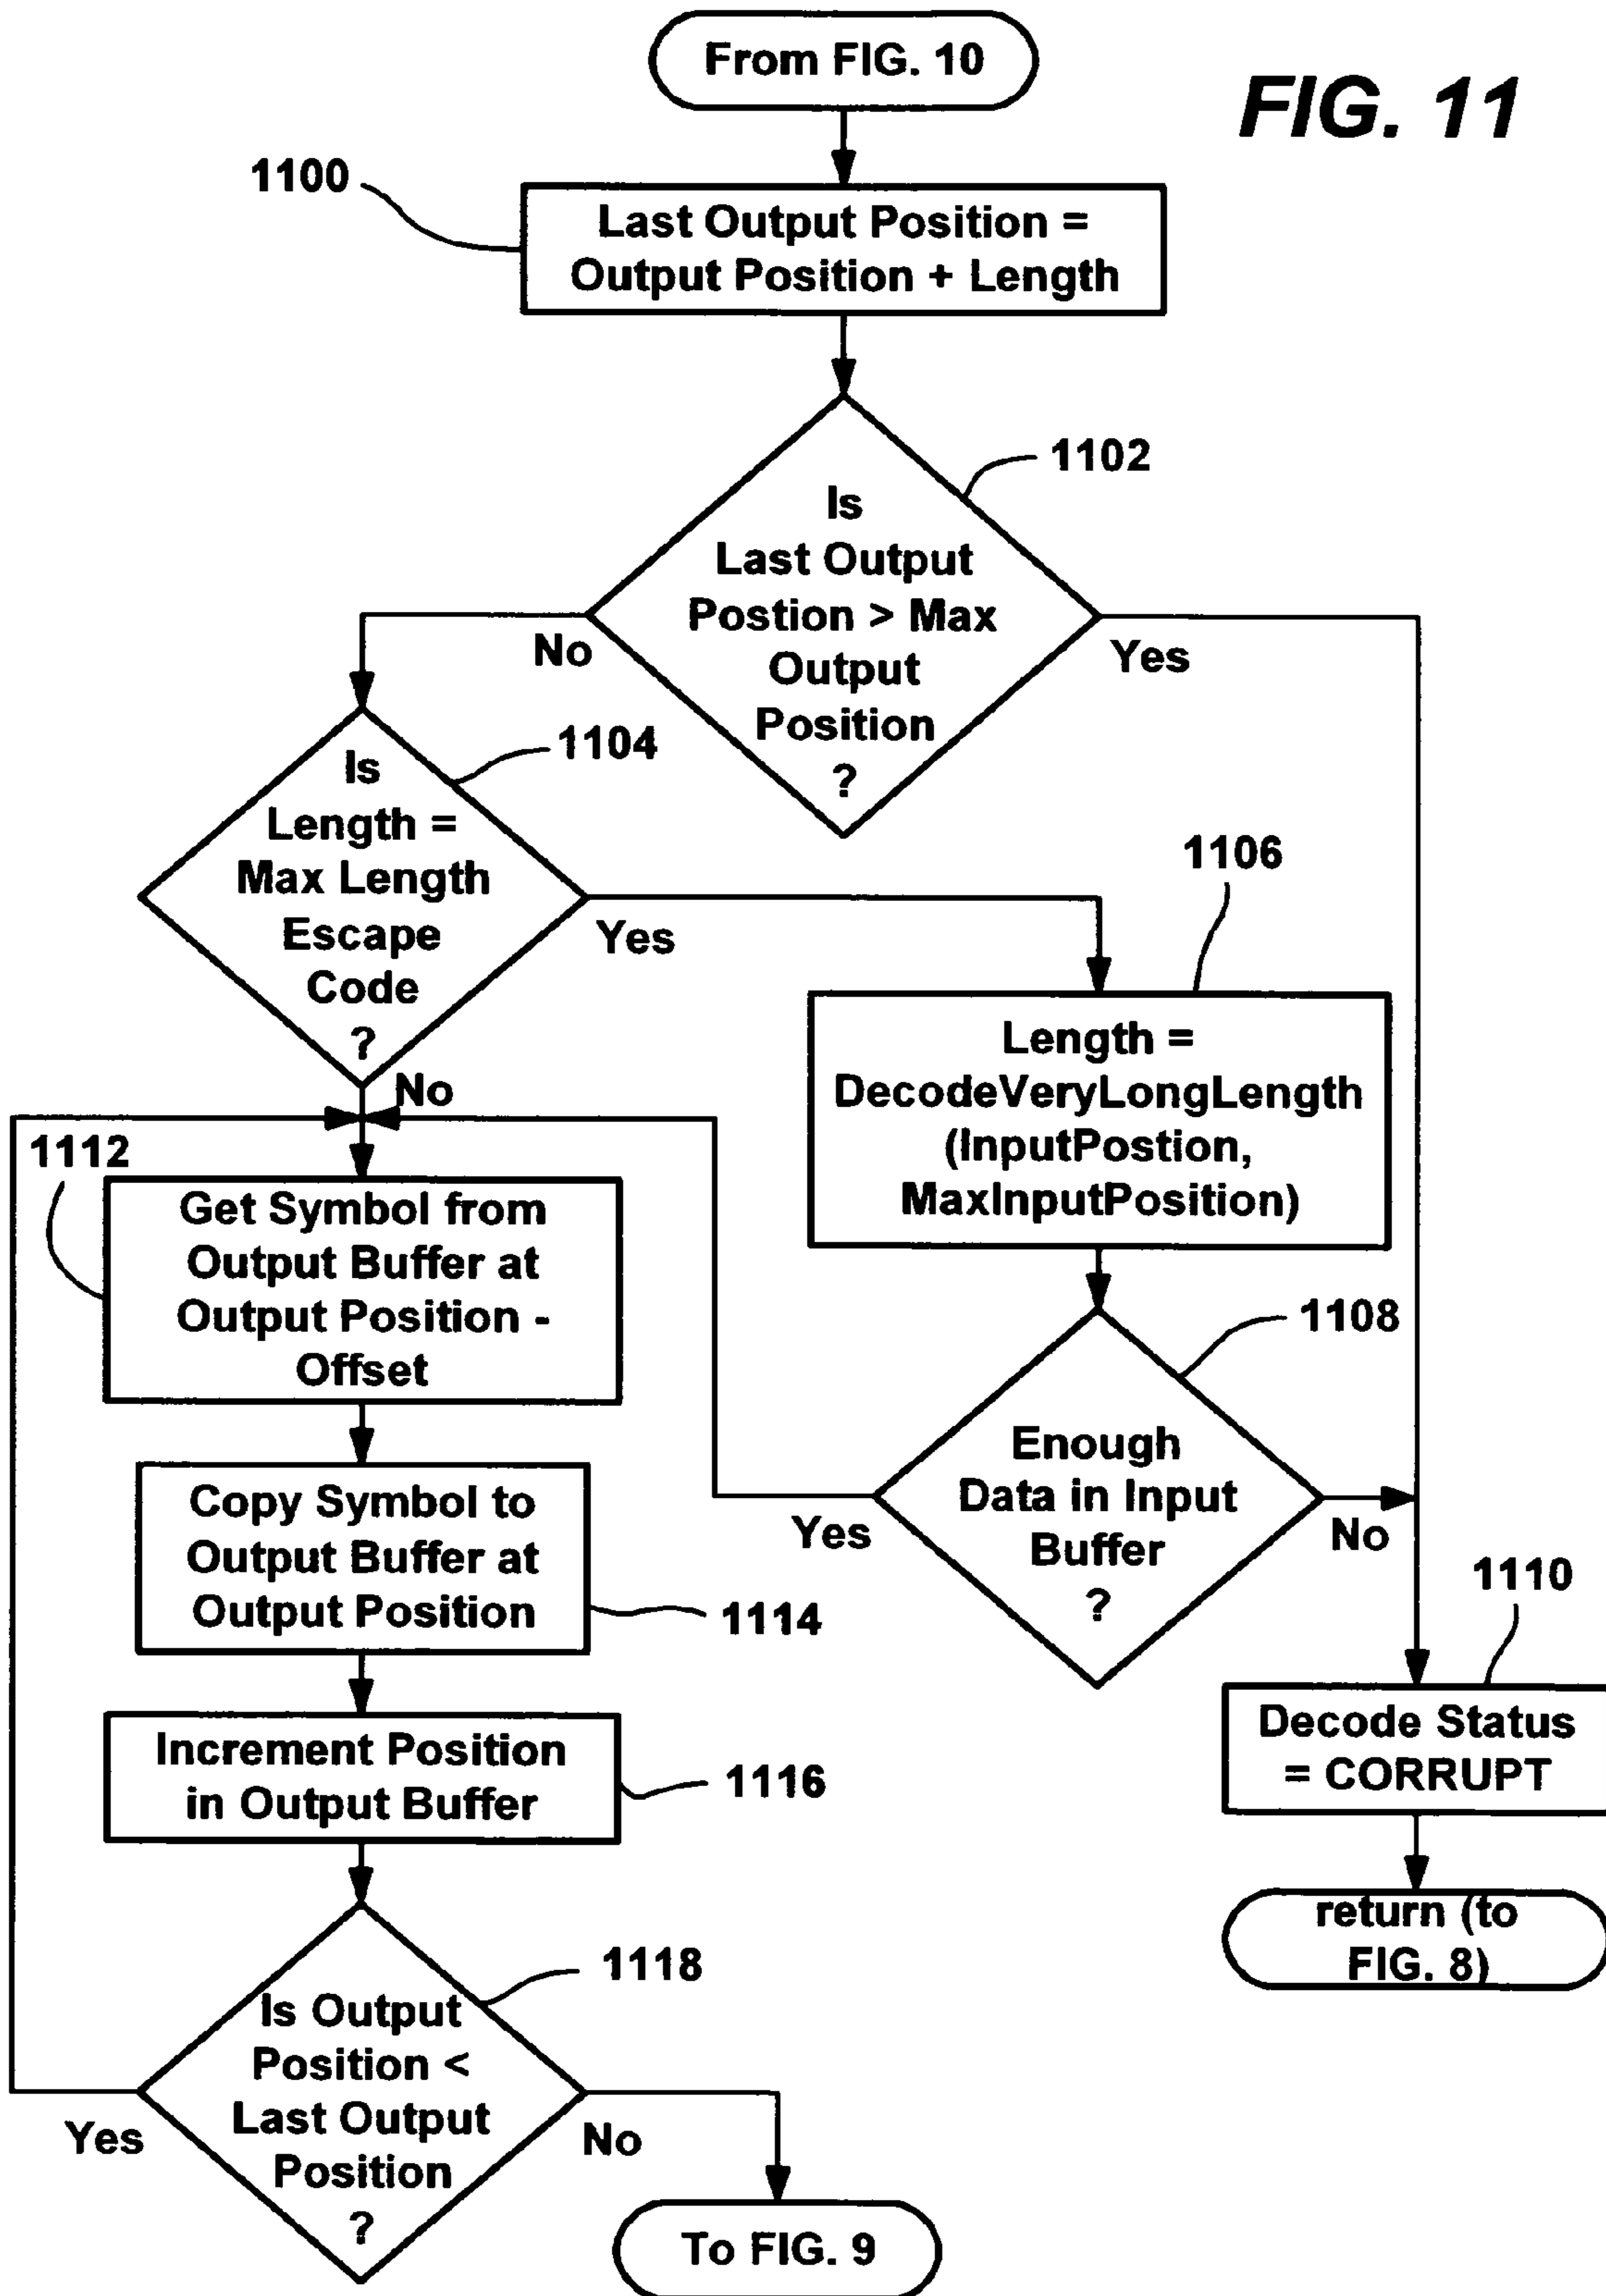 From FIG. 10
FIG. 11
1100
Last Output Position =
Output Position + Length
1102
Is
Last Output
Postion > Max
Output
Position
?
No
Yes
1104
Is
Length =
Max Length
Escape
Code
?
Yes
No
1106
Length =
DecodeVeryLongLength
(InputPostion,
MaxInputPosition)
1108
Enough
Data in Input
Buffer
?
Yes
No
1110
Decode Status
= CORRUPT
return (to
FIG. 8)
1112
Get Symbol from
Output Buffer at
Output Position -
Offset
Copy Symbol to
Output Buffer at
Output Position
1114
Increment Position
in Output Buffer
1116
1118
Is Output
Position <
Last Output
Position
?
Yes
No
To FIG. 9